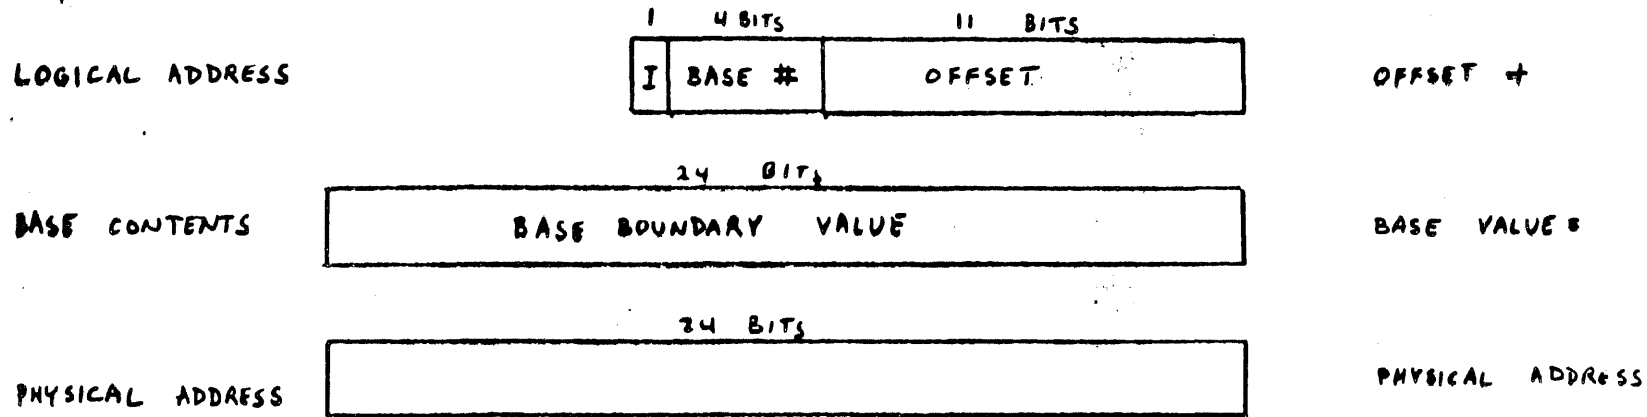 1 4 BITS 11 BITS
LOGICAL ADDRESS I BASE # OFFSET OFFSET +
24 BITS
BASE CONTENTS BASE BOUNDARY VALUE BASE VALUE =
24 BITS
PHYSICAL ADDRESS PHYSICAL ADDRESS